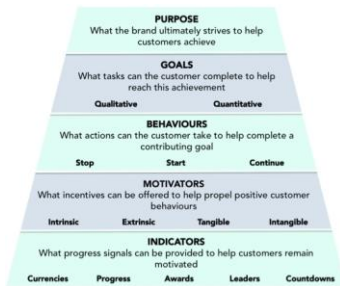 PURPOSE
What the brand ultimately strives to help
customers achieve
GOALS
What tasks can the customer complete to help
reach this achievement
Qualitative Quantitative
BEHAVIOURS
What actions can the customer take to help complete a
contributing goal
Stop Start Continue
MOTIVATORS
What incentives can be offered to help propel positive customer
behaviours
Intrinsic Extrinsic Tangible Intangible
INDICATORS
What progress signals can be provided to help customers remain
motivated
Currencies Progress Awards Leaders Countdowns